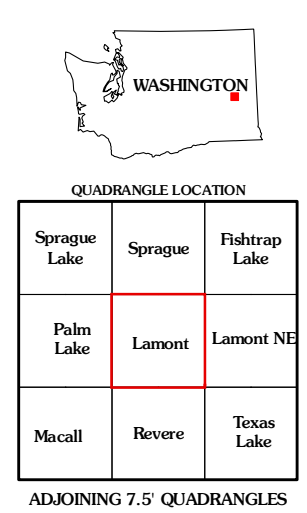 WASHINGTON
QUADRANGLE LOCATION
Sprague
Lake
Sprague
Fishtrap
Lake
Palm
Lake
Lamont
Lamont NE
Macall
Revere
Texas
Lake
ADJOINING 7.5' QUADRANGLES